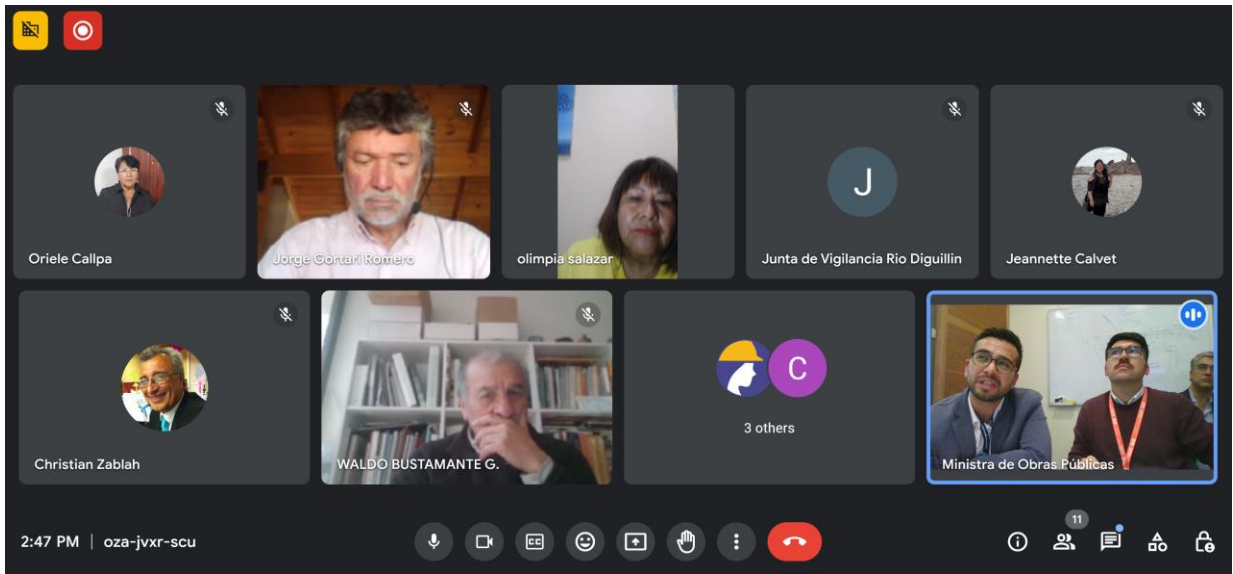 Oriele Callpa
Jorge Gortari Romero
olimpia salazar
J
Junta de Vigilancia Rio Diguillin
Jeannette Calvet
Christian Zablah
WALDO BUSTAMANTE G.
C
3 others
Ministra de Obras Públicas
2:47 PM | oza-jvxr-scu
CC
11